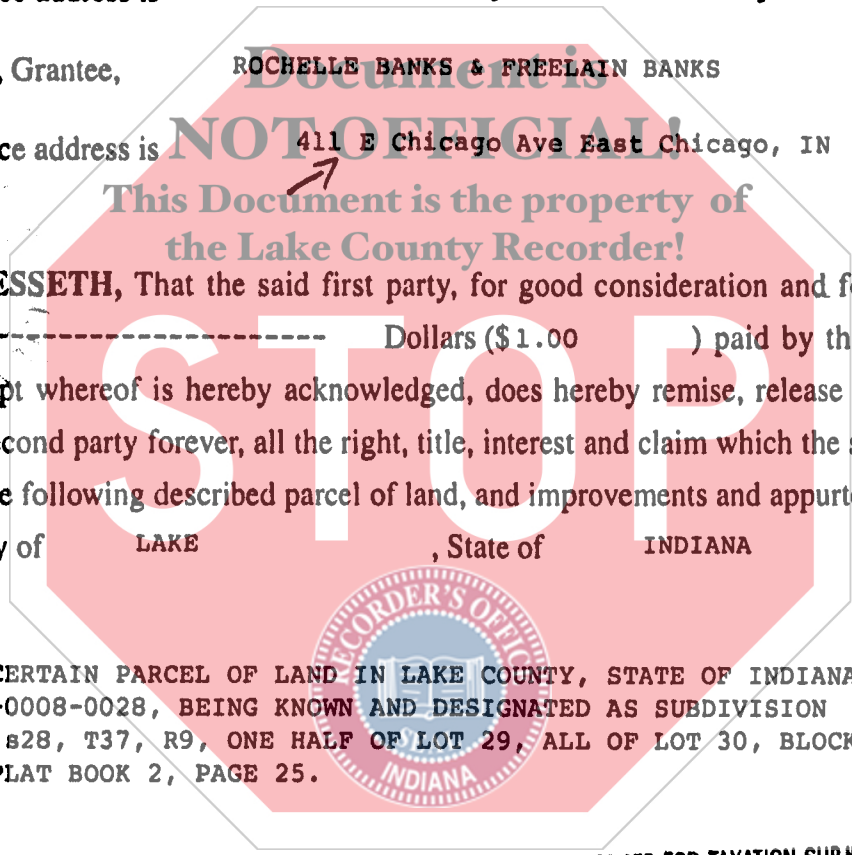 Document is
, Grantee, ROCHELLE BANKS & FREELAIN BANKS
NOT OFFICIAL!
ce address is 411 E Chicago Ave East Chicago, IN
This Document is the property of
the Lake County Recorder!
ESSETH, That the said first party, for good consideration and f
----------------------- Dollars ($1.00 ) paid by th
pt whereof is hereby acknowledged, does hereby remise, release
cond party forever, all the right, title, interest and claim which the s
e following described parcel of land, and improvements and appurt
y of LAKE , State of INDIANA
STOP
RECORDER'S OFFICE
CERTAIN PARCEL OF LAND IN LAKE COUNTY, STATE OF INDIANA
-0008-0028, BEING KNOWN AND DESIGNATED AS SUBDIVISION
s28, T37, R9, ONE HALF OF LOT 29, ALL OF LOT 30, BLOCK
PLAT BOOK 2, PAGE 25.
INDIANA